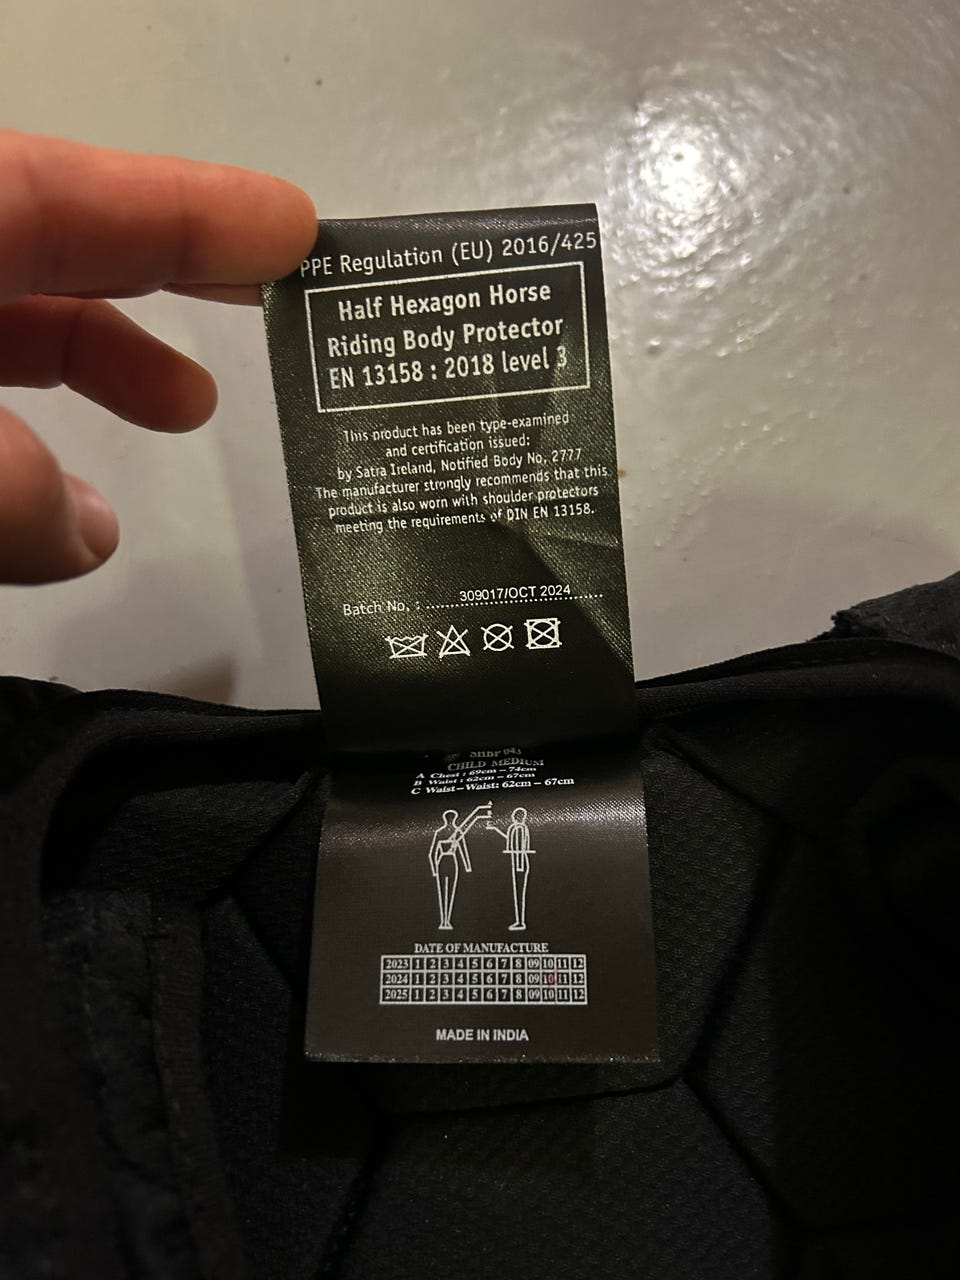 PPE Regulation (EU) 2016/425
Half Hexagon Horse
Riding Body Protector
EN 13158 : 2018 level 3
This product has been type-examined
and certification issued:
by Satra Ireland, Notified Body No, 2777
The manufacturer strongly recommends that this
product is also worn with shoulder protectors
meeting the requirements of DIN EN 13158.
Batch No. : ......309017/OCT 2024......
043
CHILD MEDIUM
A Chest : 69cm – 74cm
B Waist : 62cm – 67cm
C Waist–Waist: 62cm – 67cm
DATE OF MANUFACTURE
2023 1 2 3 4 5 6 7 8 09 10 11 12
2024 1 2 3 4 5 6 7 8 09 10 11 12
2025 1 2 3 4 5 6 7 8 09 10 11 12
MADE IN INDIA